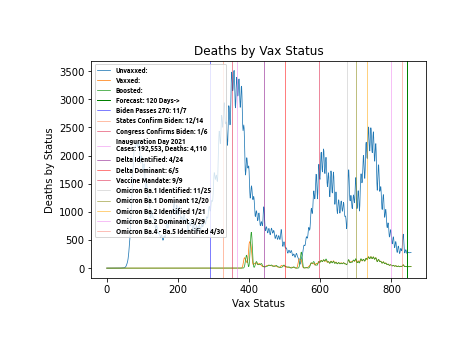 Deaths by Vax Status
Deaths by Vax Status
3500
3000
2500
2000
1500
1000
500
0
Unvaxxed:
Vaxxed:
Boosted:
Forecast: 120 Days->
Biden Passes 270: 11/7
States Confirm Biden: 12/14
Congress Confirms Biden: 1/6
Inauguration Day 2021
Cases: 192,553, Deaths: 4,110
Delta Identified: 4/24
Delta Dominant: 6/5
Vaccine Mandate: 9/9
Omicron Ba.1 Identified: 11/25
Omicron Ba.1 Dominant 12/20
Omicron Ba.2 Identified 1/21
Omicron Ba.2 Dominant 3/29
Omicron Ba.4 - Ba.5 Identified 4/30
0 200 400 600 800
Vax Status